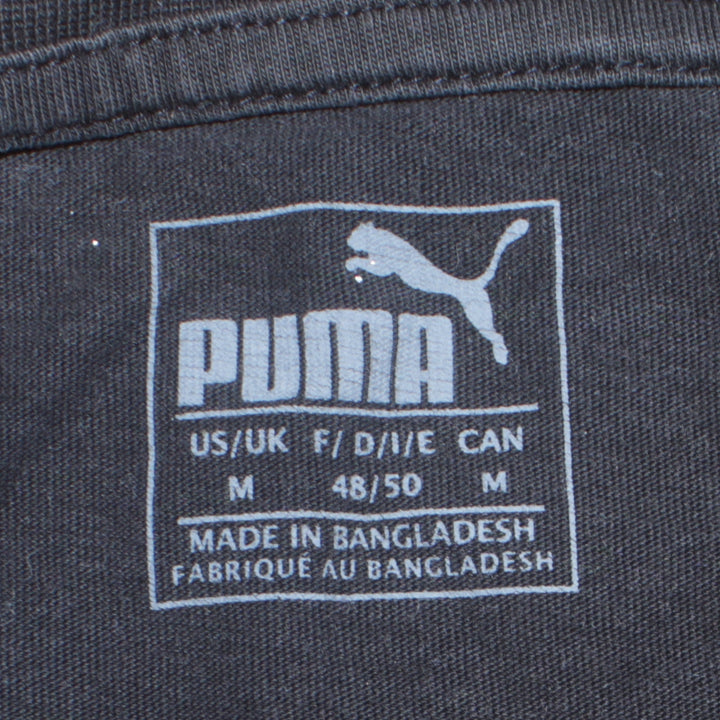 PUMA
US/UK F/ D/I/E CAN
M 48/50 M
MADE IN BANGLADESH
FABRIQUÉ AU BANGLADESH